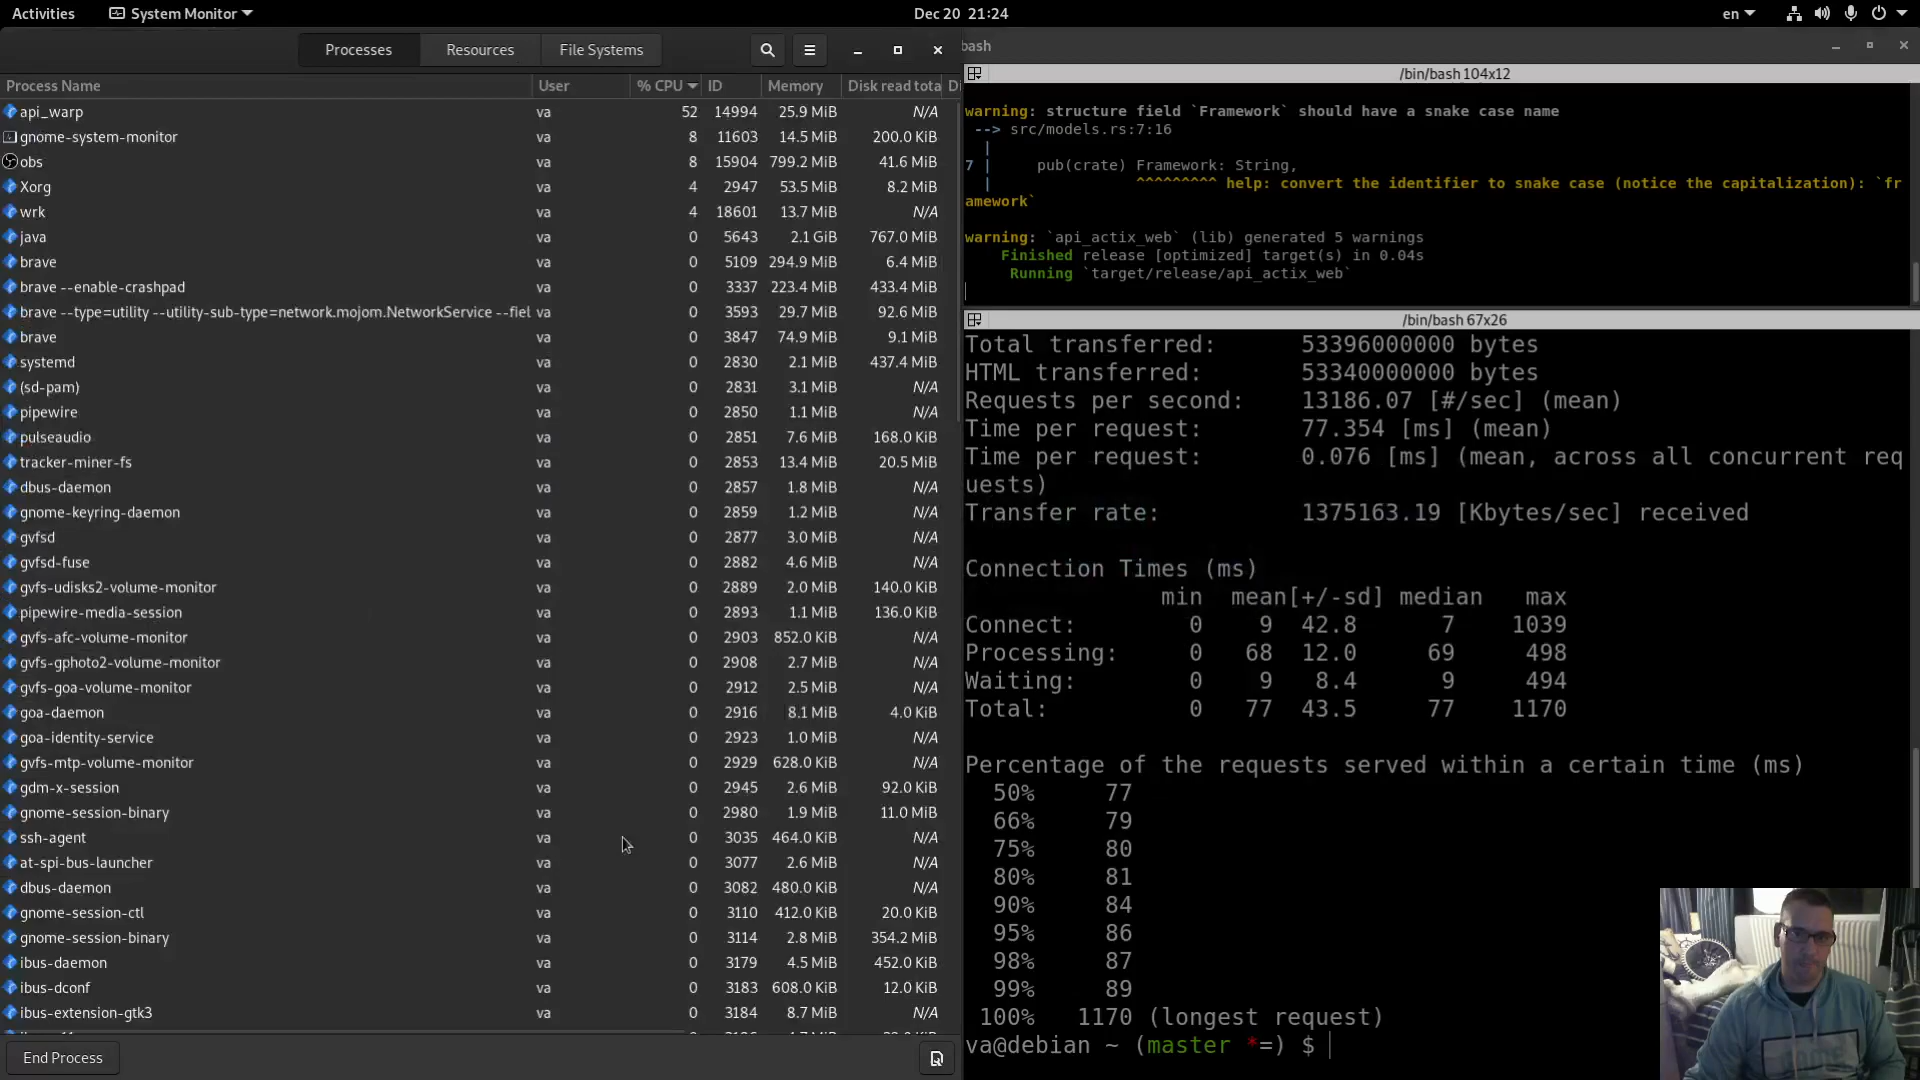 Activities System Monitor Dec 20 21:24 en
Processes Resources File Systems
Process Name User % CPU ID Memory Disk read tota D
api_warp va 52 14994 25.9 MiB N/A
gnome-system-monitor va 8 11603 14.5 MiB 200.0 KiB
obs va 8 15904 799.2 MiB 41.6 MiB
Xorg va 4 2947 53.5 MiB 8.2 MiB
wrk va 4 18601 13.7 MiB N/A
java va 0 5643 2.1 GiB 767.0 MiB
brave va 0 5109 294.9 MiB 6.4 MiB
brave --enable-crashpad va 0 3337 223.4 MiB 433.4 MiB
brave --type=utility --utility-sub-type=network.mojom.NetworkService --fiel va 0 3593 29.7 MiB 92.6 MiB
brave va 0 3847 74.9 MiB 9.1 MiB
systemd va 0 2830 2.1 MiB 437.4 MiB
(sd-pam) va 0 2831 3.1 MiB N/A
pipewire va 0 2850 1.1 MiB N/A
pulseaudio va 0 2851 7.6 MiB 168.0 KiB
tracker-miner-fs va 0 2853 13.4 MiB 20.5 MiB
dbus-daemon va 0 2857 1.8 MiB N/A
gnome-keyring-daemon va 0 2859 1.2 MiB N/A
gvfsd va 0 2877 3.0 MiB N/A
gvfsd-fuse va 0 2882 4.6 MiB N/A
gvfs-udisks2-volume-monitor va 0 2889 2.0 MiB 140.0 KiB
pipewire-media-session va 0 2893 1.1 MiB 136.0 KiB
gvfs-afc-volume-monitor va 0 2903 852.0 KiB N/A
gvfs-gphoto2-volume-monitor va 0 2908 2.7 MiB N/A
gvfs-goa-volume-monitor va 0 2912 2.5 MiB N/A
goa-daemon va 0 2916 8.1 MiB 4.0 KiB
goa-identity-service va 0 2923 1.0 MiB N/A
gvfs-mtp-volume-monitor va 0 2929 628.0 KiB N/A
gdm-x-session va 0 2945 2.6 MiB 92.0 KiB
gnome-session-binary va 0 2980 1.9 MiB 11.0 MiB
ssh-agent va 0 3035 464.0 KiB N/A
at-spi-bus-launcher va 0 3077 2.6 MiB N/A
dbus-daemon va 0 3082 480.0 KiB N/A
gnome-session-ctl va 0 3110 412.0 KiB 20.0 KiB
gnome-session-binary va 0 3114 2.8 MiB 354.2 MiB
ibus-daemon va 0 3179 4.5 MiB 452.0 KiB
ibus-dconf va 0 3183 608.0 KiB 12.0 KiB
ibus-extension-gtk3 va 0 3184 8.7 MiB N/A
End Process
bash
/bin/bash 104x12
warning: structure field `Framework` should have a snake case name
--> src/models.rs:7:16
|
7 | pub(crate) Framework: String,
| ^^^^^^^^^ help: convert the identifier to snake case (notice the capitalization): `fr
amework`
warning: `api_actix_web` (lib) generated 5 warnings
Finished release [optimized] target(s) in 0.04s
Running `target/release/api_actix_web`
/bin/bash 67x26
Total transferred: 53396000000 bytes
HTML transferred: 53340000000 bytes
Requests per second: 13186.07 [#/sec] (mean)
Time per request: 77.354 [ms] (mean)
Time per request: 0.076 [ms] (mean, across all concurrent req
uests)
Transfer rate: 1375163.19 [Kbytes/sec] received
Connection Times (ms)
min mean[+/-sd] median max
Connect: 0 9 42.8 7 1039
Processing: 0 68 12.0 69 498
Waiting: 0 9 8.4 9 494
Total: 0 77 43.5 77 1170
Percentage of the requests served within a certain time (ms)
50% 77
66% 79
75% 80
80% 81
90% 84
95% 86
98% 87
99% 89
100% 1170 (longest request)
va@debian ~ (master *=) $